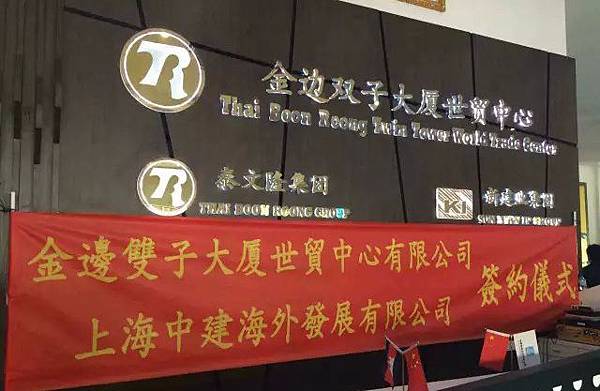 TR
金边双子大厦世贸中心
Thai Boon Roong Twin Tower World Trade Center
TR
泰文隆集团
THAI BOON ROONG GROUP
KI
GROUP
金邊雙子大廈世貿中心有限公司
上海中建海外發展有限公司
簽約儀式